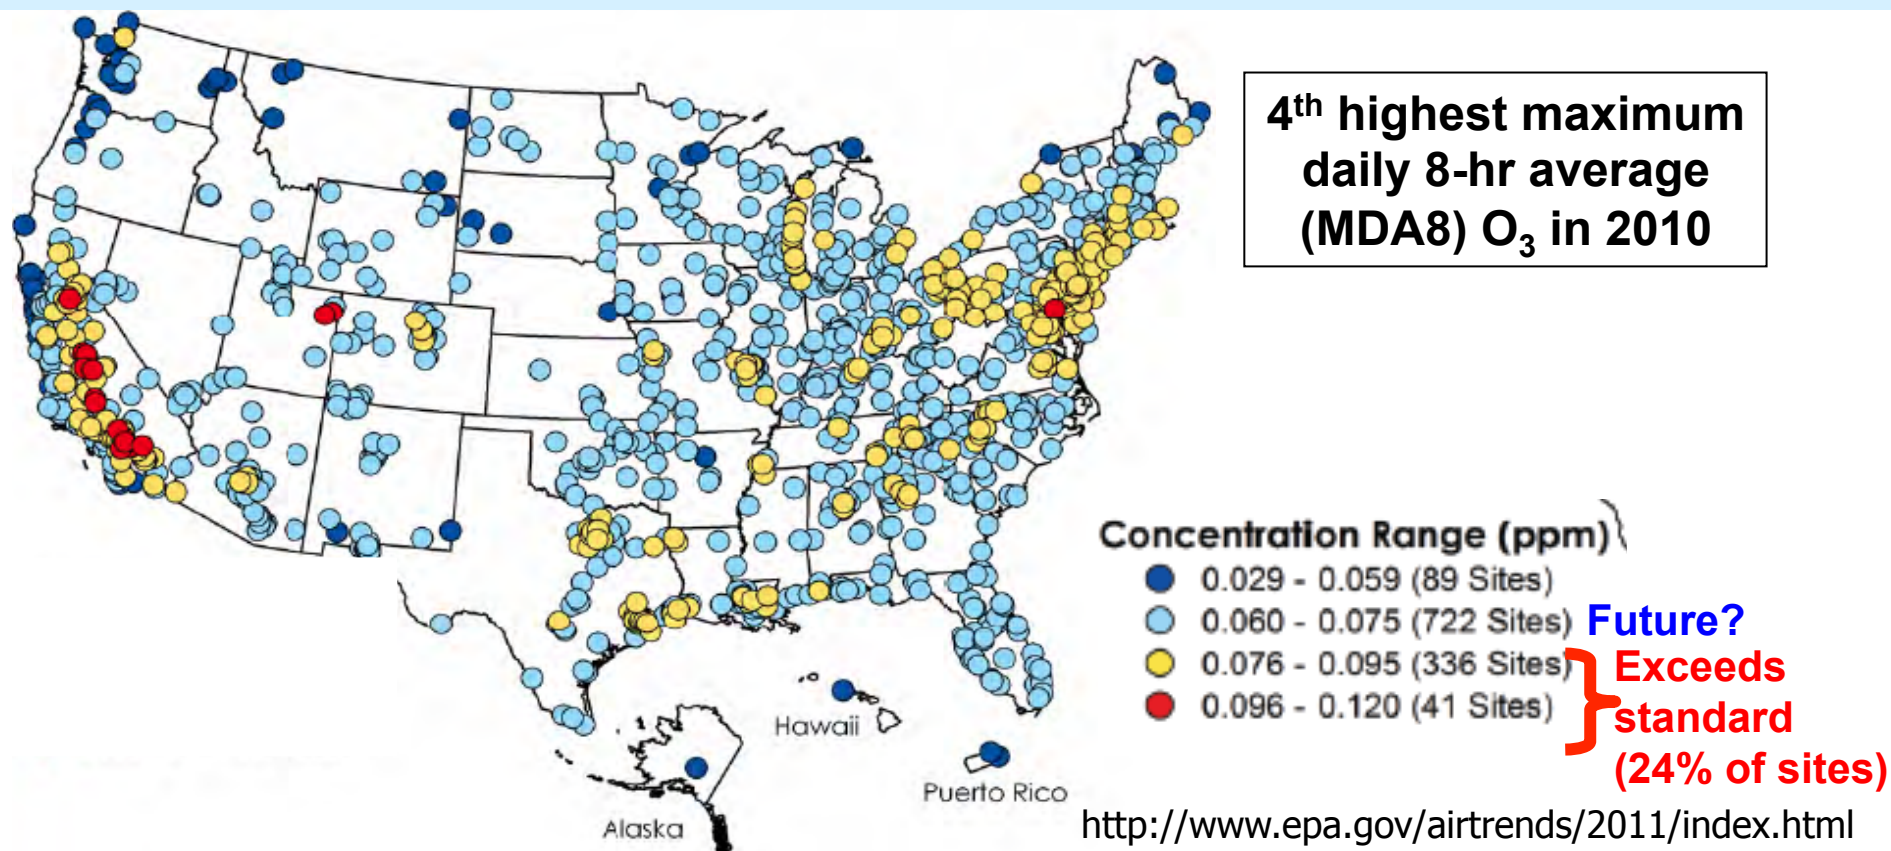 4th highest maximum
daily 8-hr average
(MDA8) O3 in 2010
Concentration Range (ppm)
0.029 - 0.059 (89 Sites)
0.060 - 0.075 (722 Sites) Future?
0.076 - 0.095 (336 Sites) Exceeds
0.096 - 0.120 (41 Sites) standard
(24% of sites)
Hawaii
Puerto Rico
Alaska
http://www.epa.gov/airtrends/2011/index.html